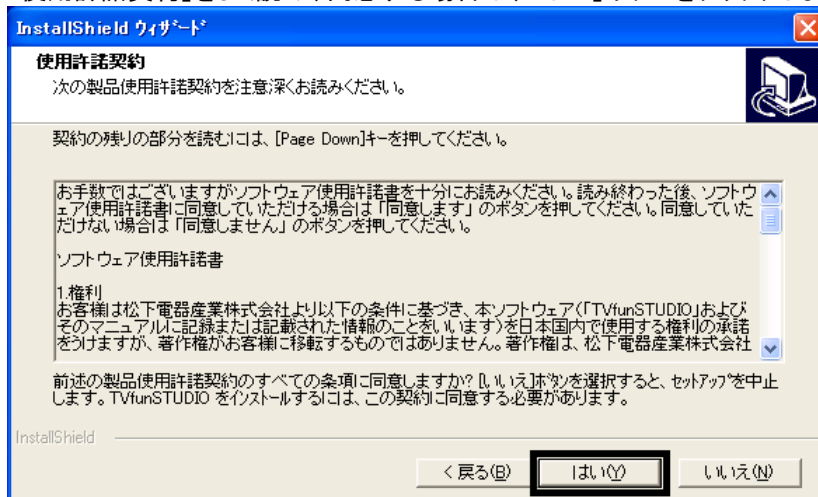 InstallShield ウィザード
使用許諾契約
次の製品使用許諾契約を注意深くお読みください。
契約の残りの部分を読むには、[Page Down]キーを押してください。
お手数ではございますがソフトウェア使用許諾書を十分にお読みください。読み終わった後、ソフトウ
ェア使用許諾書に同意していただける場合は「同意します」のボタンを押してください。同意していた
だけない場合は「同意しません」のボタンを押してください。
ソフトウェア使用許諾書
1.権利
お客様は松下電器産業株式会社より以下の条件に基づき、本ソフトウェア(「TVfunSTUDIO」および
そのマニュアルに記録または記載された情報のことをいいます)を日本国内で使用する権利の承諾
をうけますが、著作権がお客様に移転するものではありません。著作権は、松下電器産業株式会社
前述の製品使用許諾契約のすべての条項に同意しますか? [いいえ]ボタンを選択すると、セットアップを中止
します。TVfunSTUDIO をインストールするには、この契約に同意する必要があります。
InstallShield
< 戻る(B)
はい(Y)
いいえ(N)